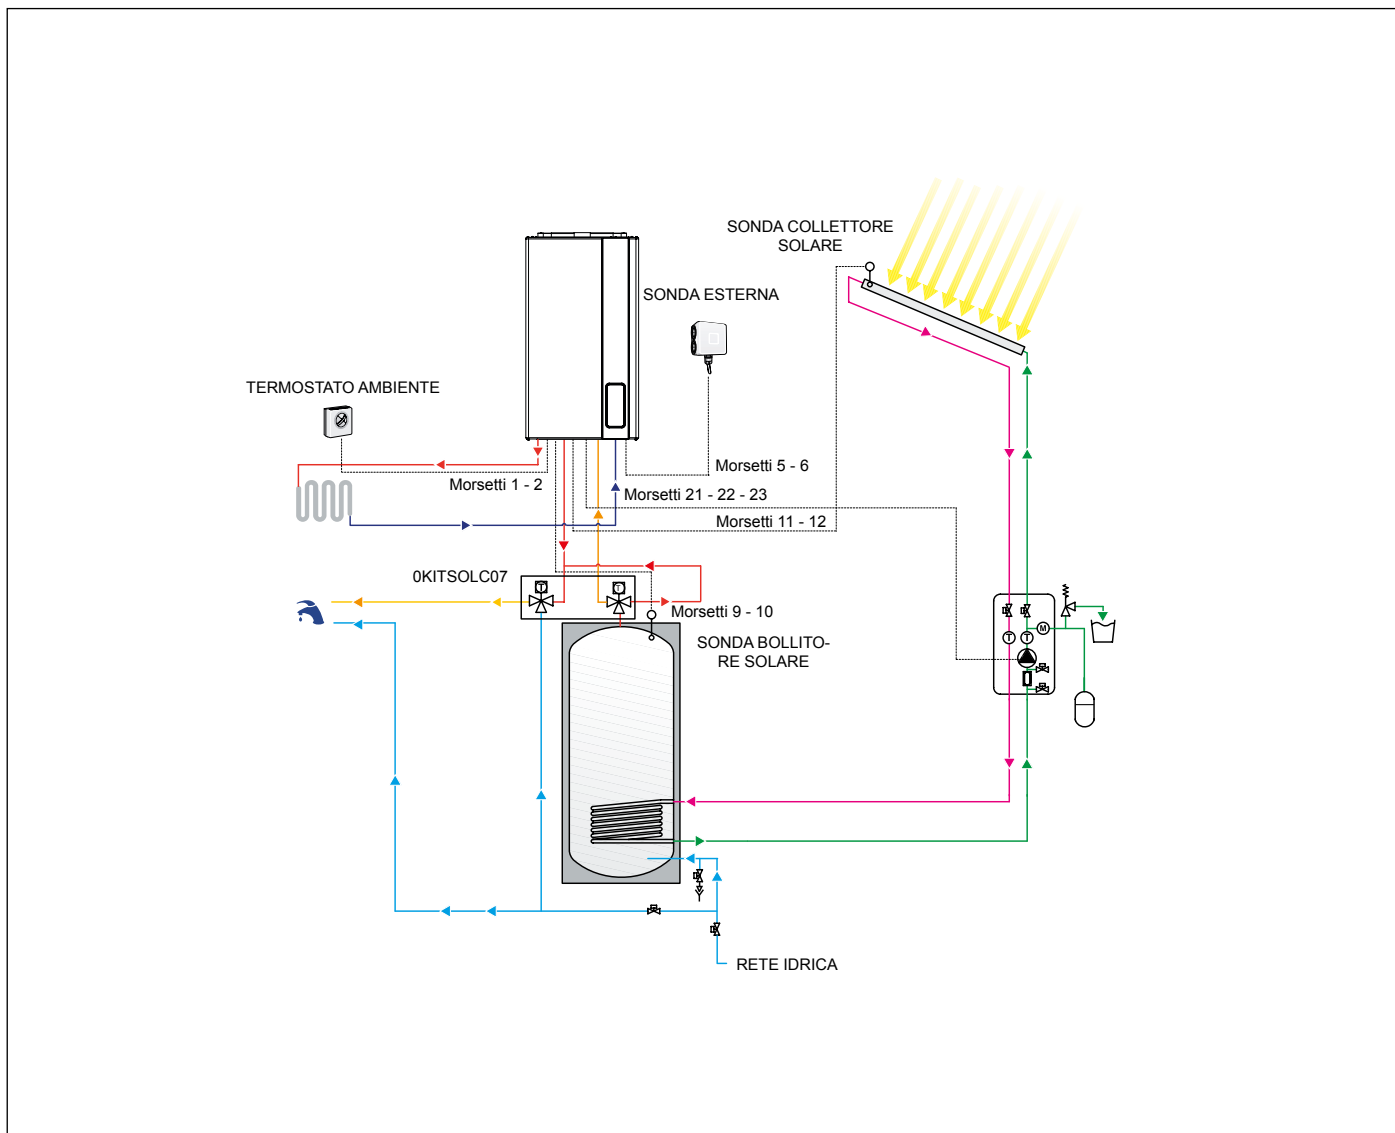 SONDA COLLETTORE
SOLARE
SONDA ESTERNA
TERMOSTATO AMBIENTE
Morsetti 5 - 6
Morsetti 1 - 2
Morsetti 21 - 22 - 23
Morsetti 11 - 12
0KITSOLC07
T
T
Morsetti 9 - 10
SONDA BOLLITO-
RE SOLARE
M
T
T
RETE IDRICA